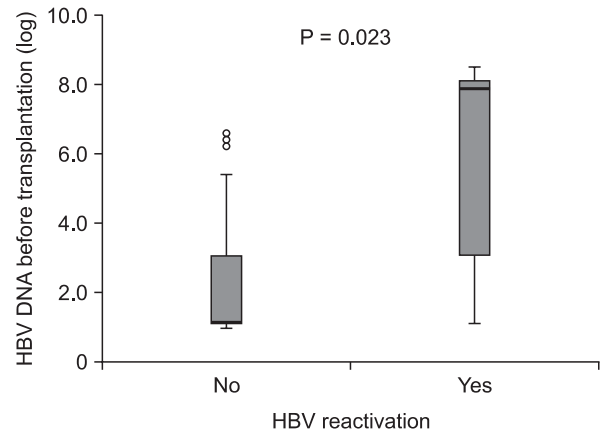 HBV DNA before transplantation (log)
10.0
8.0
6.0
4.0
2.0
0
P = 0.023
No
Yes
HBV reactivation